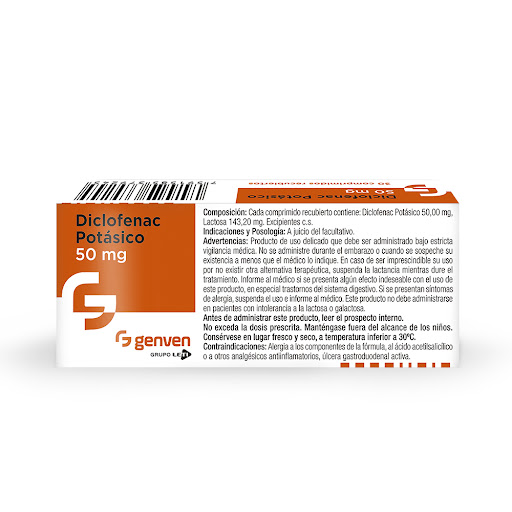 30 comprimidos recubiertos
Diclofenac Potásico
50 mg
Diclofenac
Potásico
50 mg
genven
GRUPO LETI
Composición: Cada comprimido recubierto contiene: Diclofenac Potásico 50,00 mg,
Lactosa 143,20 mg. Excipientes c.s.
Indicaciones y Posología: A juicio del facultativo.
Advertencias: Producto de uso delicado que debe ser administrado bajo estricta
vigilancia médica. No se administre durante el embarazo o cuando se sospeche su
existencia a menos que el médico lo indique. En caso de ser imprescindible su uso
por no existir otra alternativa terapéutica, suspenda la lactancia mientras dure el
tratamiento. Informe al médico si se presenta algún efecto indeseable con el uso de
este producto, en especial trastornos del sistema digestivo. Si se presentan síntomas
de alergia, suspenda el uso e informe al médico. Este producto no debe administrarse
en pacientes con intolerancia a la lactosa o galactosa.
Antes de administrar este producto, leer el prospecto interno.
No exceda la dosis prescrita. Manténgase fuera del alcance de los niños.
Consérvese en lugar fresco y seco, a temperatura inferior a 30ºC.
Contraindicaciones: Alergia a los componentes de la fórmula, al ácido acetilsalicílico
o a otros analgésicos antiinflamatorios, úlcera gastroduodenal activa.